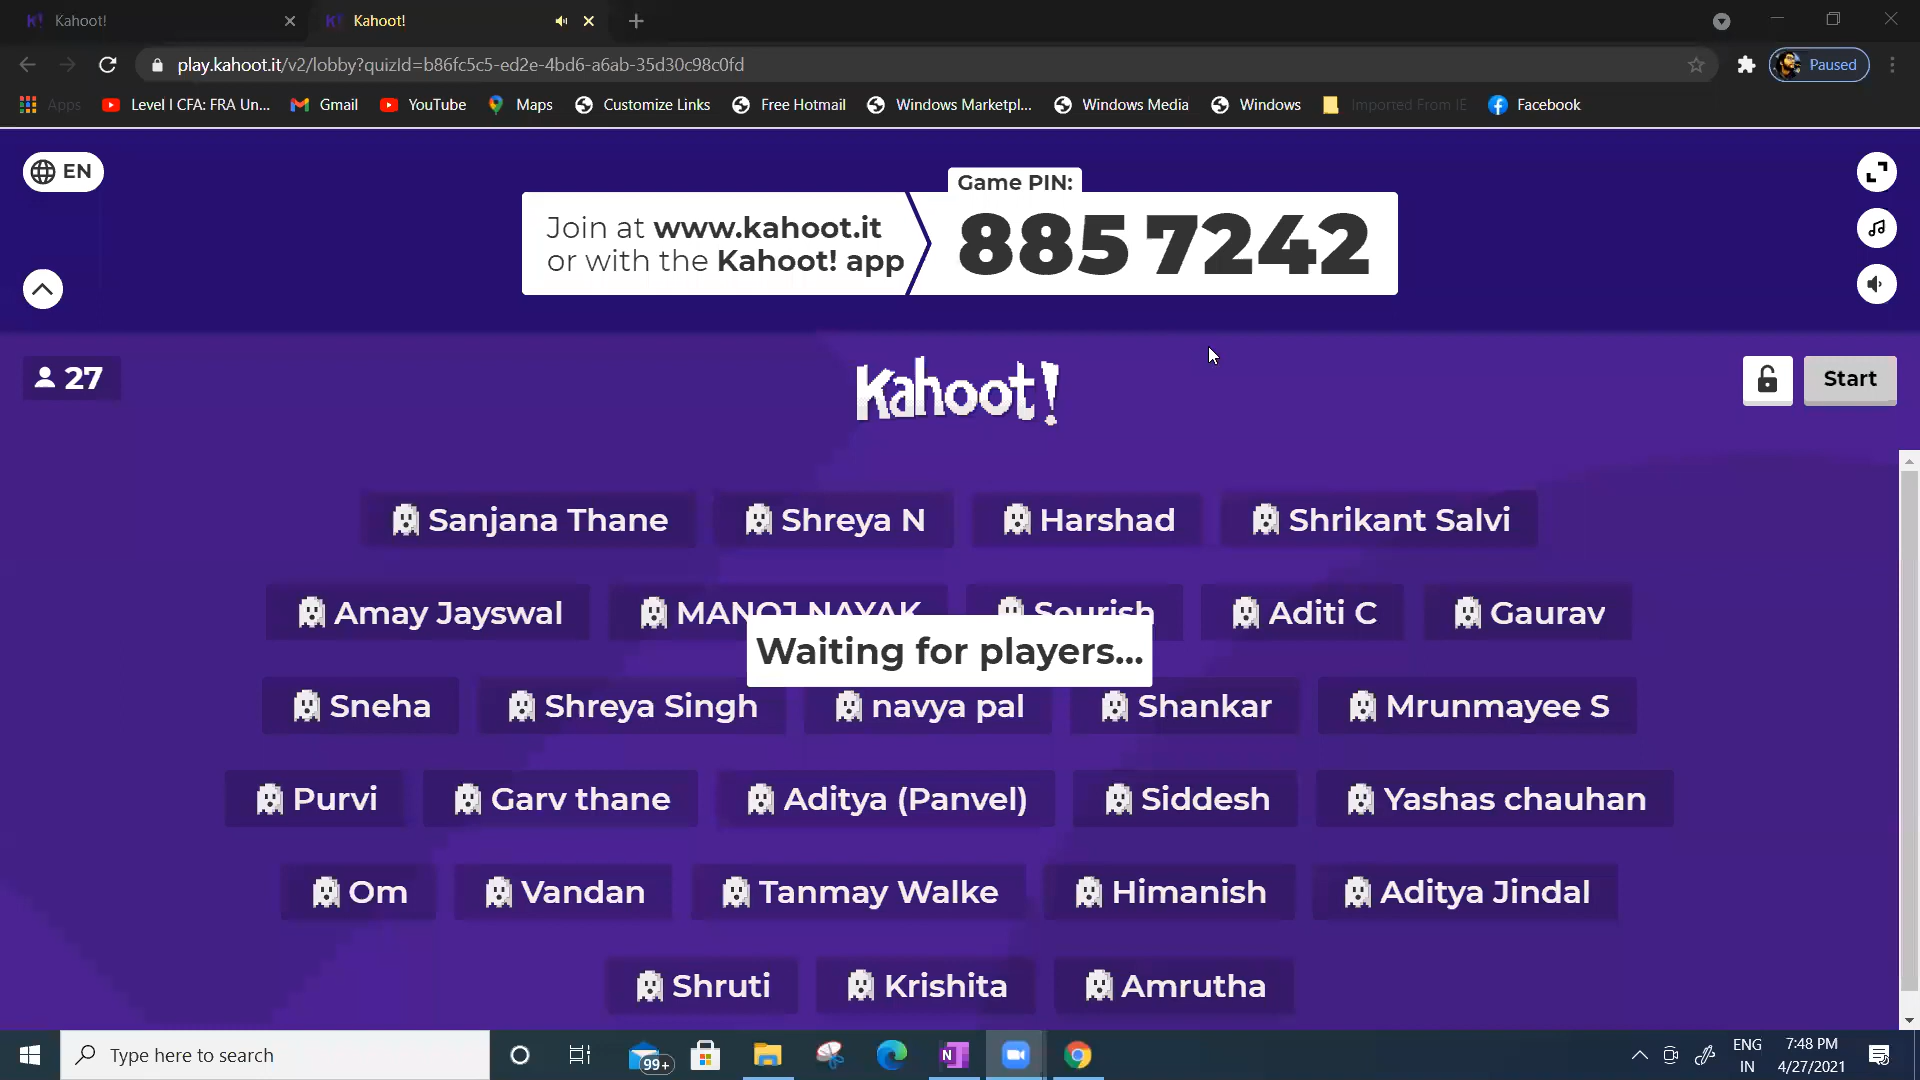 Kahoot!
Kahoot!
play.kahoot.it/v2/lobby?quizId=b86fc5c5-ed2e-4bd6-a6ab-35d30c98c0fd
Paused
Apps
Level I CFA: FRA Un...
Gmail
YouTube
Maps
Customize Links
Free Hotmail
Windows Marketpl...
Windows Media
Windows
Imported From IE
Facebook
EN
Join at www.kahoot.it
or with the Kahoot! app
Game PIN:
885 7242
27
Kahoot!
Start
Sanjana Thane
Shreya N
Harshad
Shrikant Salvi
Amay Jayswal
MANOJ NAYAK
Sourish
Aditi C
Gaurav
Waiting for players...
Sneha
Shreya Singh
navya pal
Shankar
Mrunmayee S
Purvi
Garv thane
Aditya (Panvel)
Siddesh
Yashas chauhan
Om
Vandan
Tanmay Walke
Himanish
Aditya Jindal
Shruti
Krishita
Amrutha
Type here to search
99+
ENG
IN
7:48 PM
4/27/2021